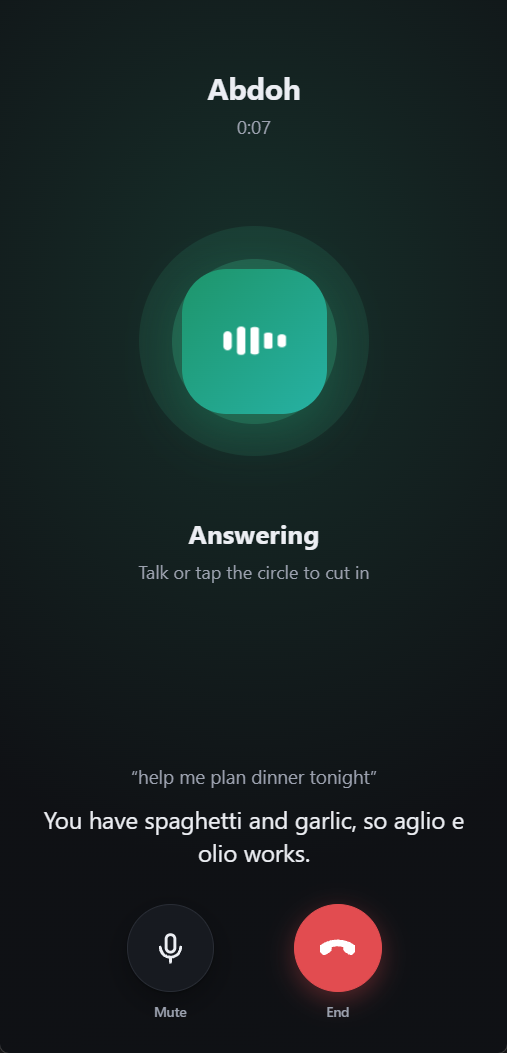 Abdoh
0:07
Answering
Talk or tap the circle to cut in
“help me plan dinner tonight”
You have spaghetti and garlic, so aglio e
olio works.
Mute
End